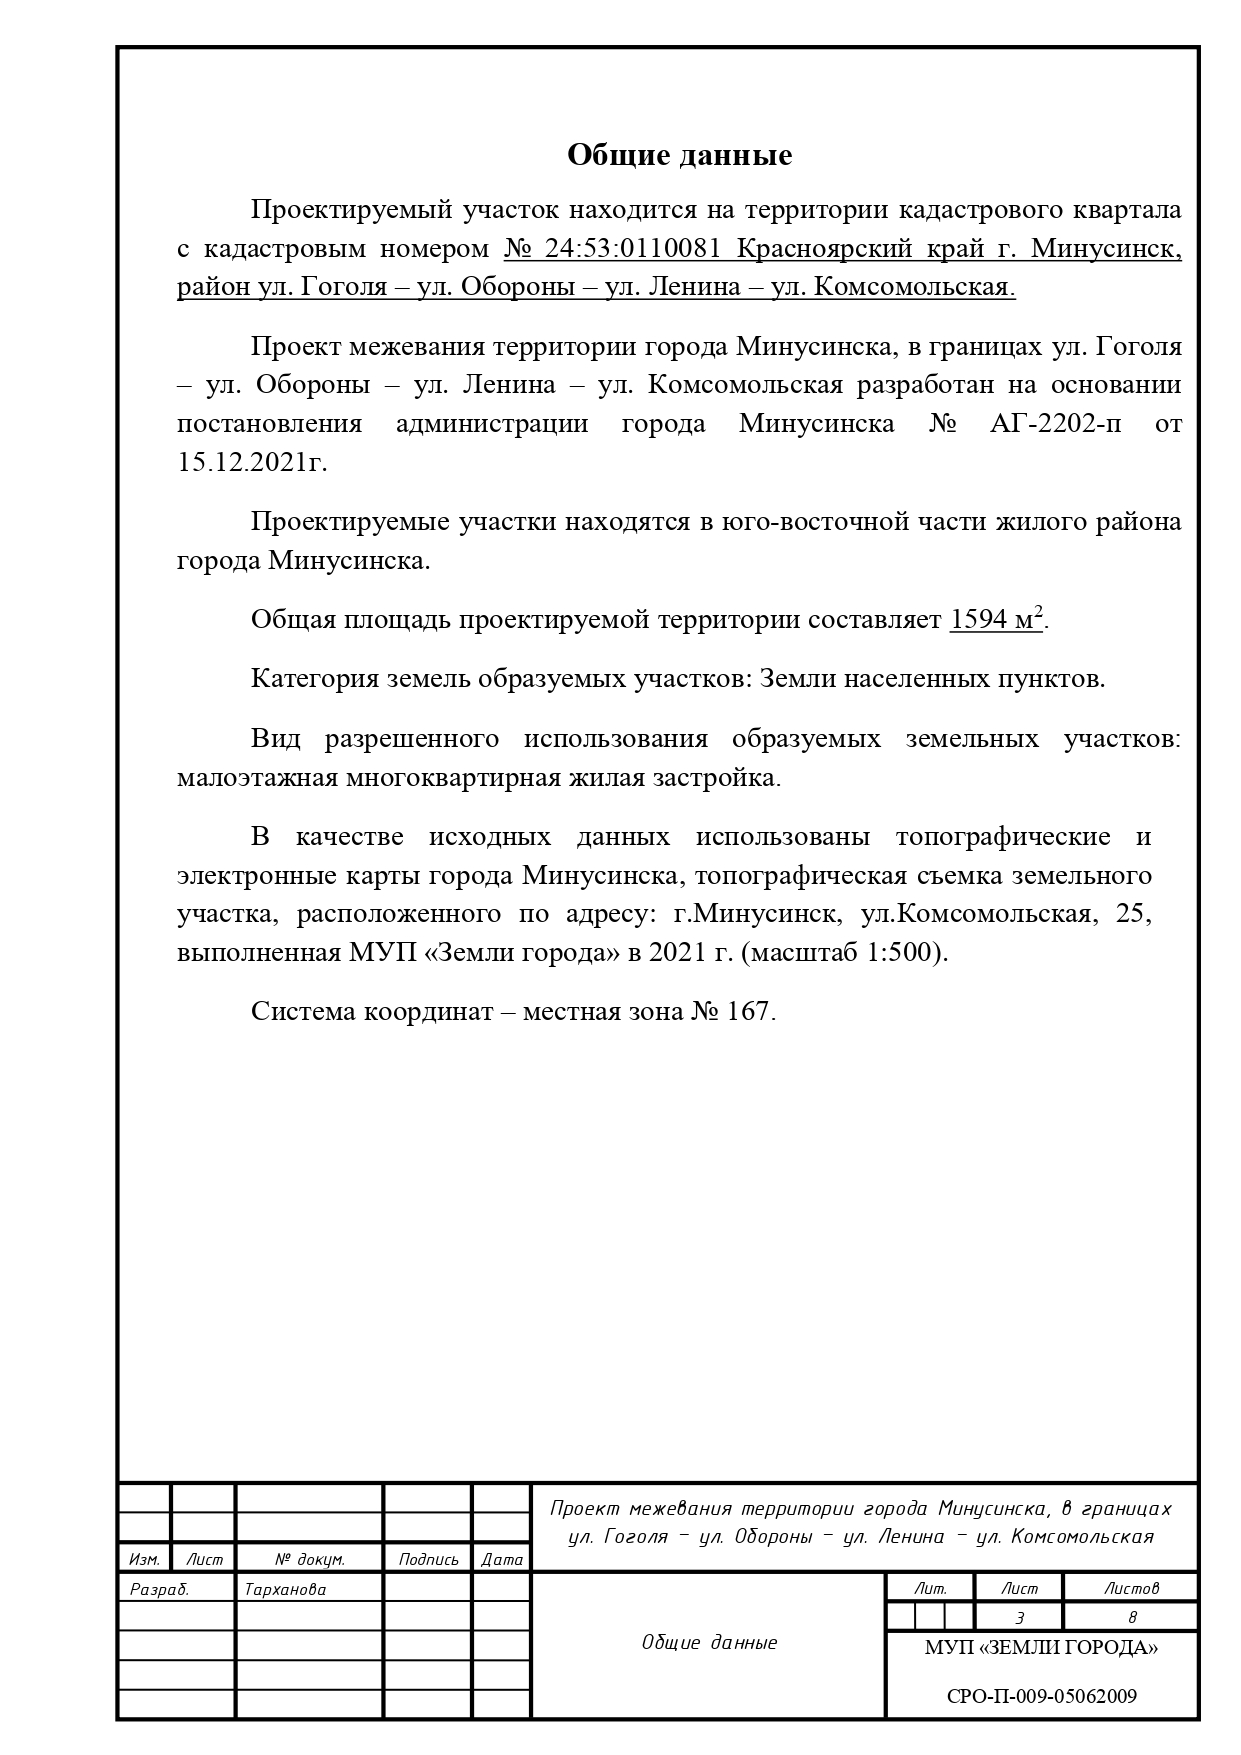 Общие данные
Проектируемый участок находится на территории кадастрового квартала
с кадастровым номером № 24:53:0110081 Красноярский край г. Минусинск,
район ул. Гоголя – ул. Обороны – ул. Ленина – ул. Комсомольская.
Проект межевания территории города Минусинска, в границах ул. Гоголя
– ул. Обороны – ул. Ленина – ул. Комсомольская разработан на основании
постановления администрации города Минусинска № АГ-2202-п от
15.12.2021г.
Проектируемые участки находятся в юго-восточной части жилого района
города Минусинска.
Общая площадь проектируемой территории составляет 1594 м².
Категория земель образуемых участков: Земли населенных пунктов.
Вид разрешенного использования образуемых земельных участков:
малоэтажная многоквартирная жилая застройка.
В качестве исходных данных использованы топографические и
электронные карты города Минусинска, топографическая съемка земельного
участка, расположенного по адресу: г.Минусинск, ул.Комсомольская, 25,
выполненная МУП «Земли города» в 2021 г. (масштаб 1:500).
Система координат – местная зона № 167.
Проект межевания территории города Минусинска, в границах
ул. Гоголя – ул. Обороны – ул. Ленина – ул. Комсомольская
Изм. Лист № докум. Подпись Дата
Разраб. Тарханова
Общие данные
Лит. Лист Листов
3 8
МУП «ЗЕМЛИ ГОРОДА»
СРО-П-009-05062009